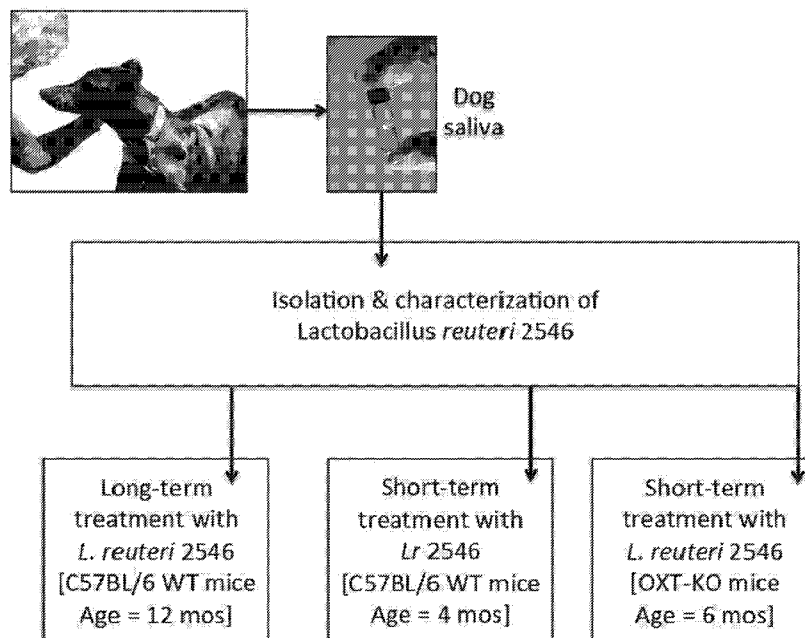 Dog
saliva
Isolation & characterization of
Lactobacillus reuteri 2546
Long-term
treatment with
L. reuteri 2546
[C57BL/6 WT mice
Age = 12 mos]
Short-term
treatment with
Lr 2546
[C57BL/6 WT mice
Age = 4 mos]
Short-term
treatment with
L. reuteri 2546
[OXT-KO mice
Age = 6 mos]